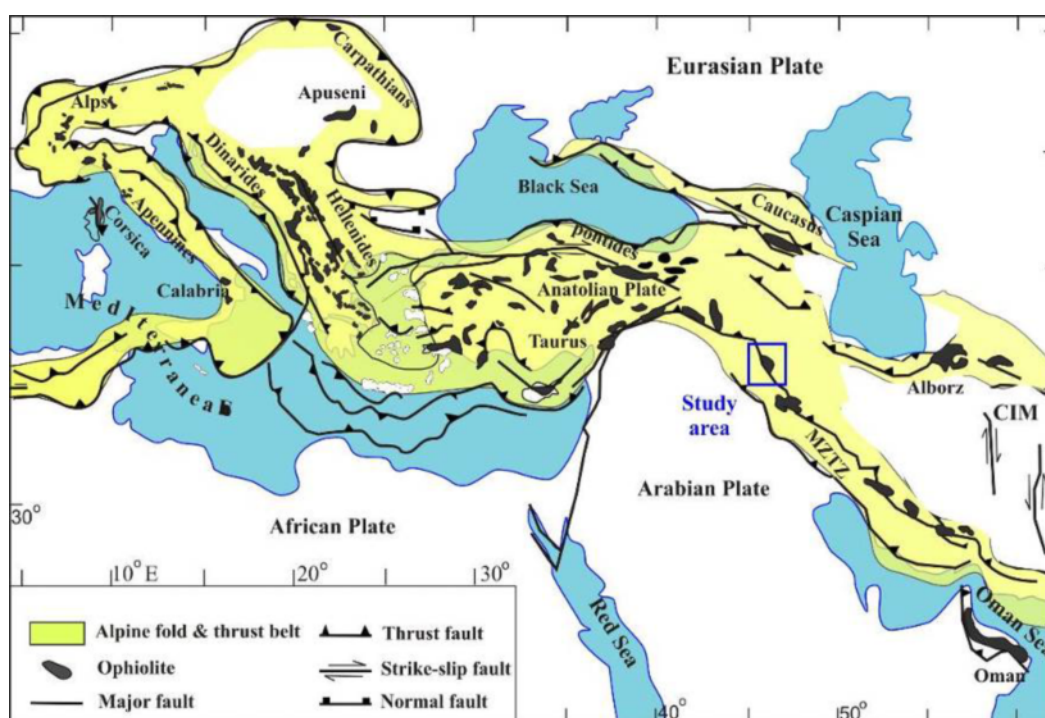 Eurasian Plate
Carpathians
Apuseni
Alps
Dinarides
Hellenides
Black Sea
Caucasus
Caspian
Sea
pontides
Corsica
Apennines
Calabria
Mediterranean
Anatolian Plate
Taurus
Alborz
Study
area
CIM
MZTZ
Arabian Plate
African Plate
30°
10° E
20°
30°
40°
50°
Red Sea
Oman Sea
Oman
Alpine fold & thrust belt
Thrust fault
Ophiolite
Strike-slip fault
Major fault
Normal fault